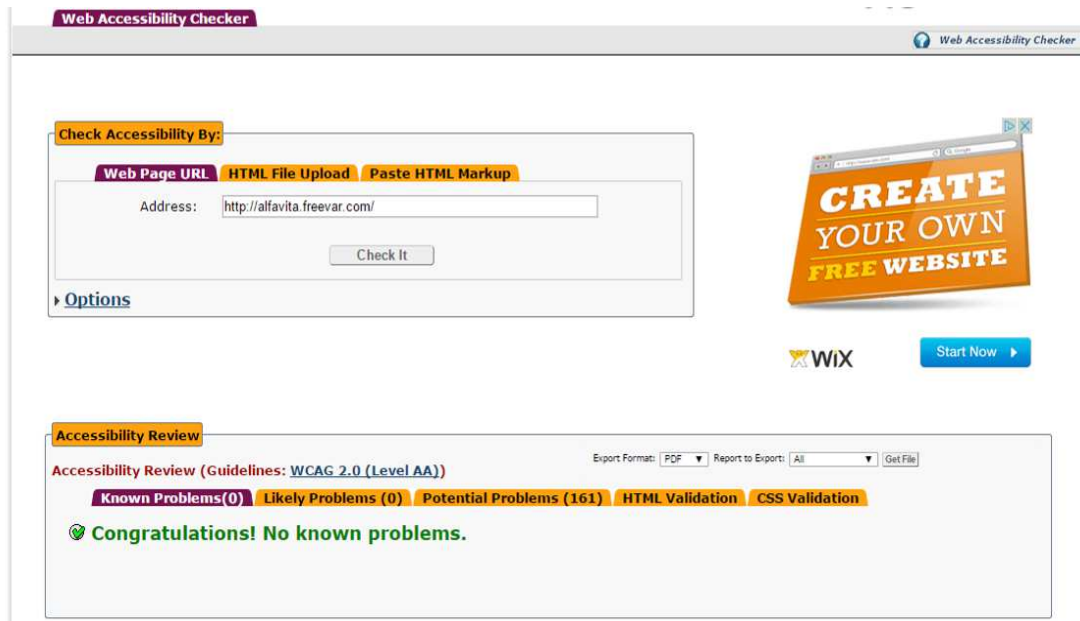 Web Accessibility Checker
Web Accessibility Checker
Check Accessibility By:
Web Page URL HTML File Upload Paste HTML Markup
Address: http://alfavita.freevar.com/
Check It
Options
CREATE
YOUR OWN
FREE WEBSITE
WiX Start Now
Accessibility Review
Export Format: PDF Report to Export: All Get File
Accessibility Review (Guidelines: WCAG 2.0 (Level AA))
Known Problems(0) Likely Problems (0) Potential Problems (161) HTML Validation CSS Validation
Congratulations! No known problems.